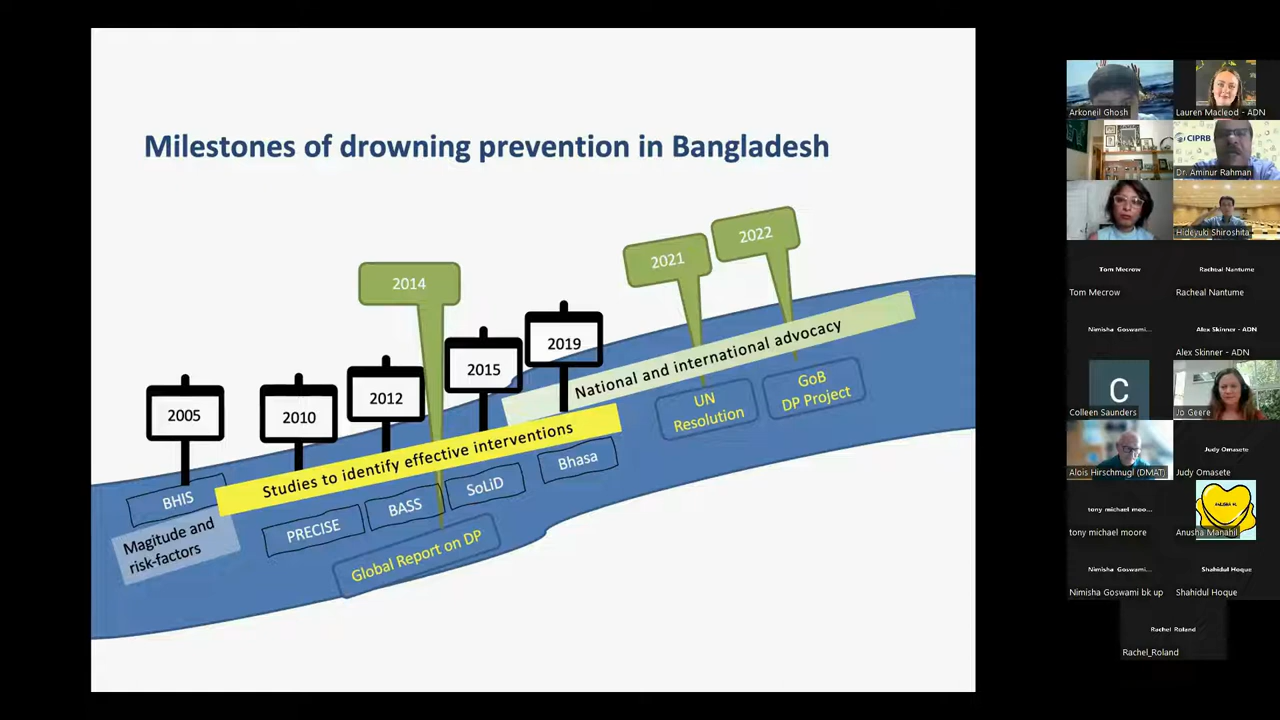 Milestones of drowning prevention in Bangladesh
2005
2010
2012
2014
2015
2019
2021
2022
National and international advocacy
Studies to identify effective interventions
BHIS
Magitude and
risk-factors
PRECISE
BASS
SoLiD
Bhasa
Global Report on DP
UN
Resolution
GoB
DP Project
Arkoneil Ghosh
Lauren Macleod - ADN
CIPRB
Dr. Aminur Rahman
Hideyuki Shiroshita
Tom Mecrow
Tom Mecrow
Racheal Nantume
Racheal Nantume
Nimisha Goswami...
Alex Skinner - ADN
Alex Skinner - ADN
C
Colleen Saunders
Jo Geere
Alois Hirschmugl (DMAT)
Judy Omasete
Judy Omasete
tony michael moo...
tony michael moore
Anusha Manahil
Nimisha Goswami...
Nimisha Goswami bk up
Shahidul Hoque
Shahidul Hoque
Rachel Roland
Rachel_Roland